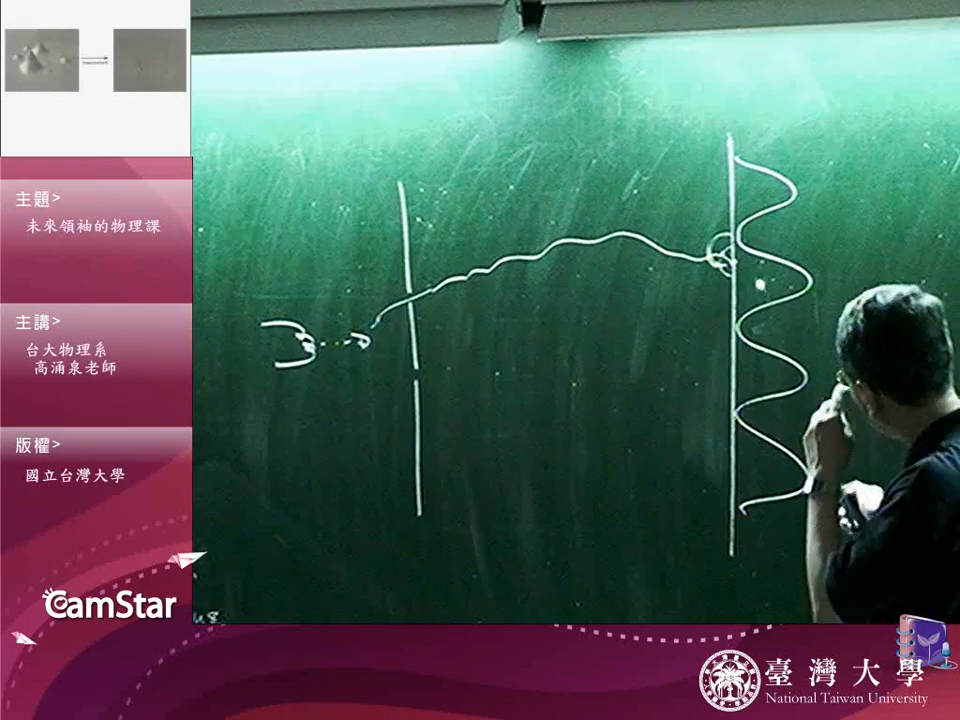 主題>
未來領袖的物理課
主講>
台大物理系
高涌泉老師
版權>
國立台灣大學
CamStar
臺灣大學
National Taiwan University